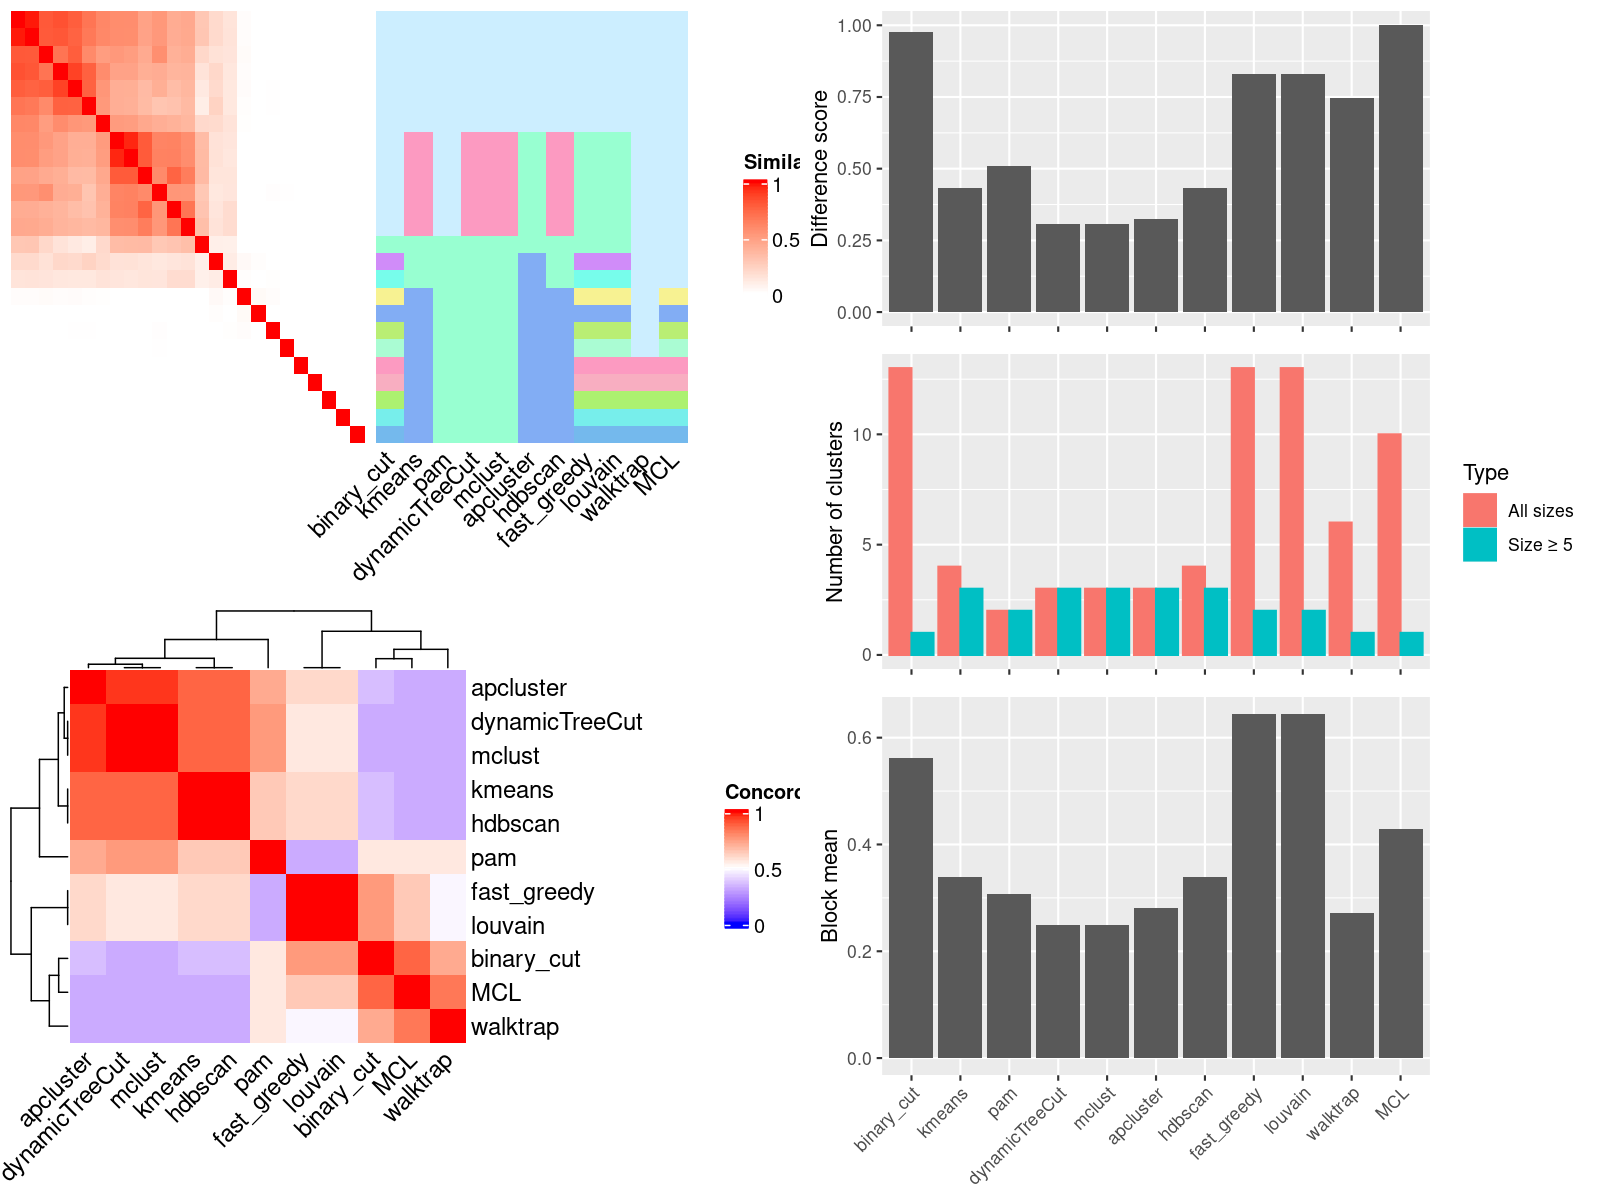 Simila
1
0.5
0
binary_cut
kmeans
pam
dynamicTreeCut
mclust
apcluster
hdbscan
fast_greedy
louvain
walktrap
MCL
apcluster
dynamicTreeCut
mclust
kmeans
hdbscan
pam
fast_greedy
louvain
binary_cut
MCL
walktrap
apcluster
dynamicTreeCut
mclust
kmeans
hdbscan
pam
fast_greedy
louvain
binary_cut
MCL
walktrap
Concord
1
0.5
0
Difference score
1.00
0.75
0.50
0.25
0.00
Number of clusters
10
5
0
Type
All sizes
Size ≥ 5
Block mean
0.6
0.4
0.2
0.0
binary_cut
kmeans
pam
dynamicTreeCut
mclust
apcluster
hdbscan
fast_greedy
louvain
walktrap
MCL